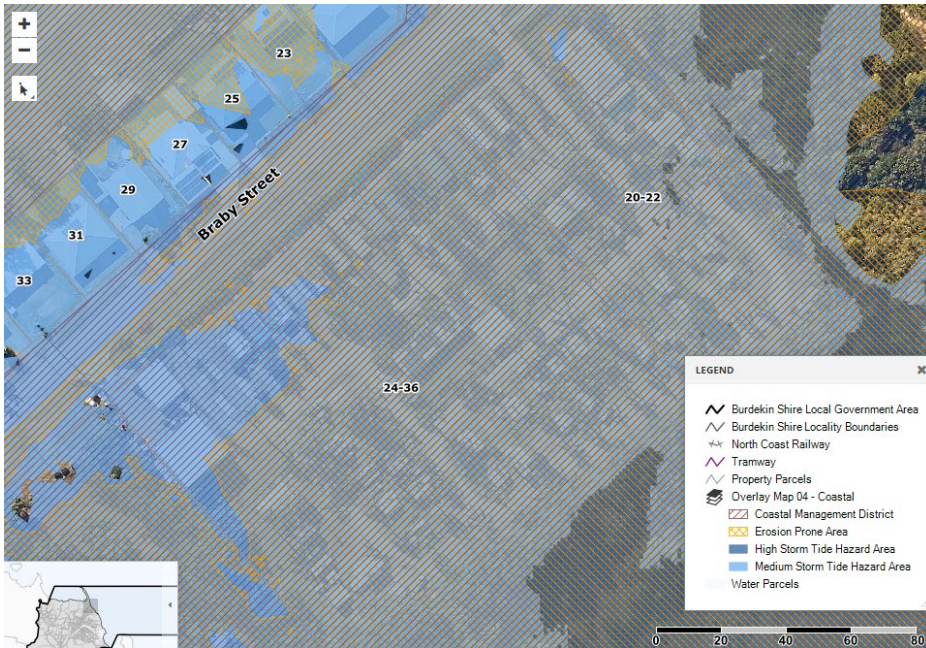 +
−
23
25
27
29
31
33
Braby Street
20-22
24-36
LEGEND
Burdekin Shire Local Government Area
Burdekin Shire Locality Boundaries
North Coast Railway
Tramway
Property Parcels
Overlay Map 04 - Coastal
Coastal Management District
Erosion Prone Area
High Storm Tide Hazard Area
Medium Storm Tide Hazard Area
Water Parcels
0 20 40 60 80